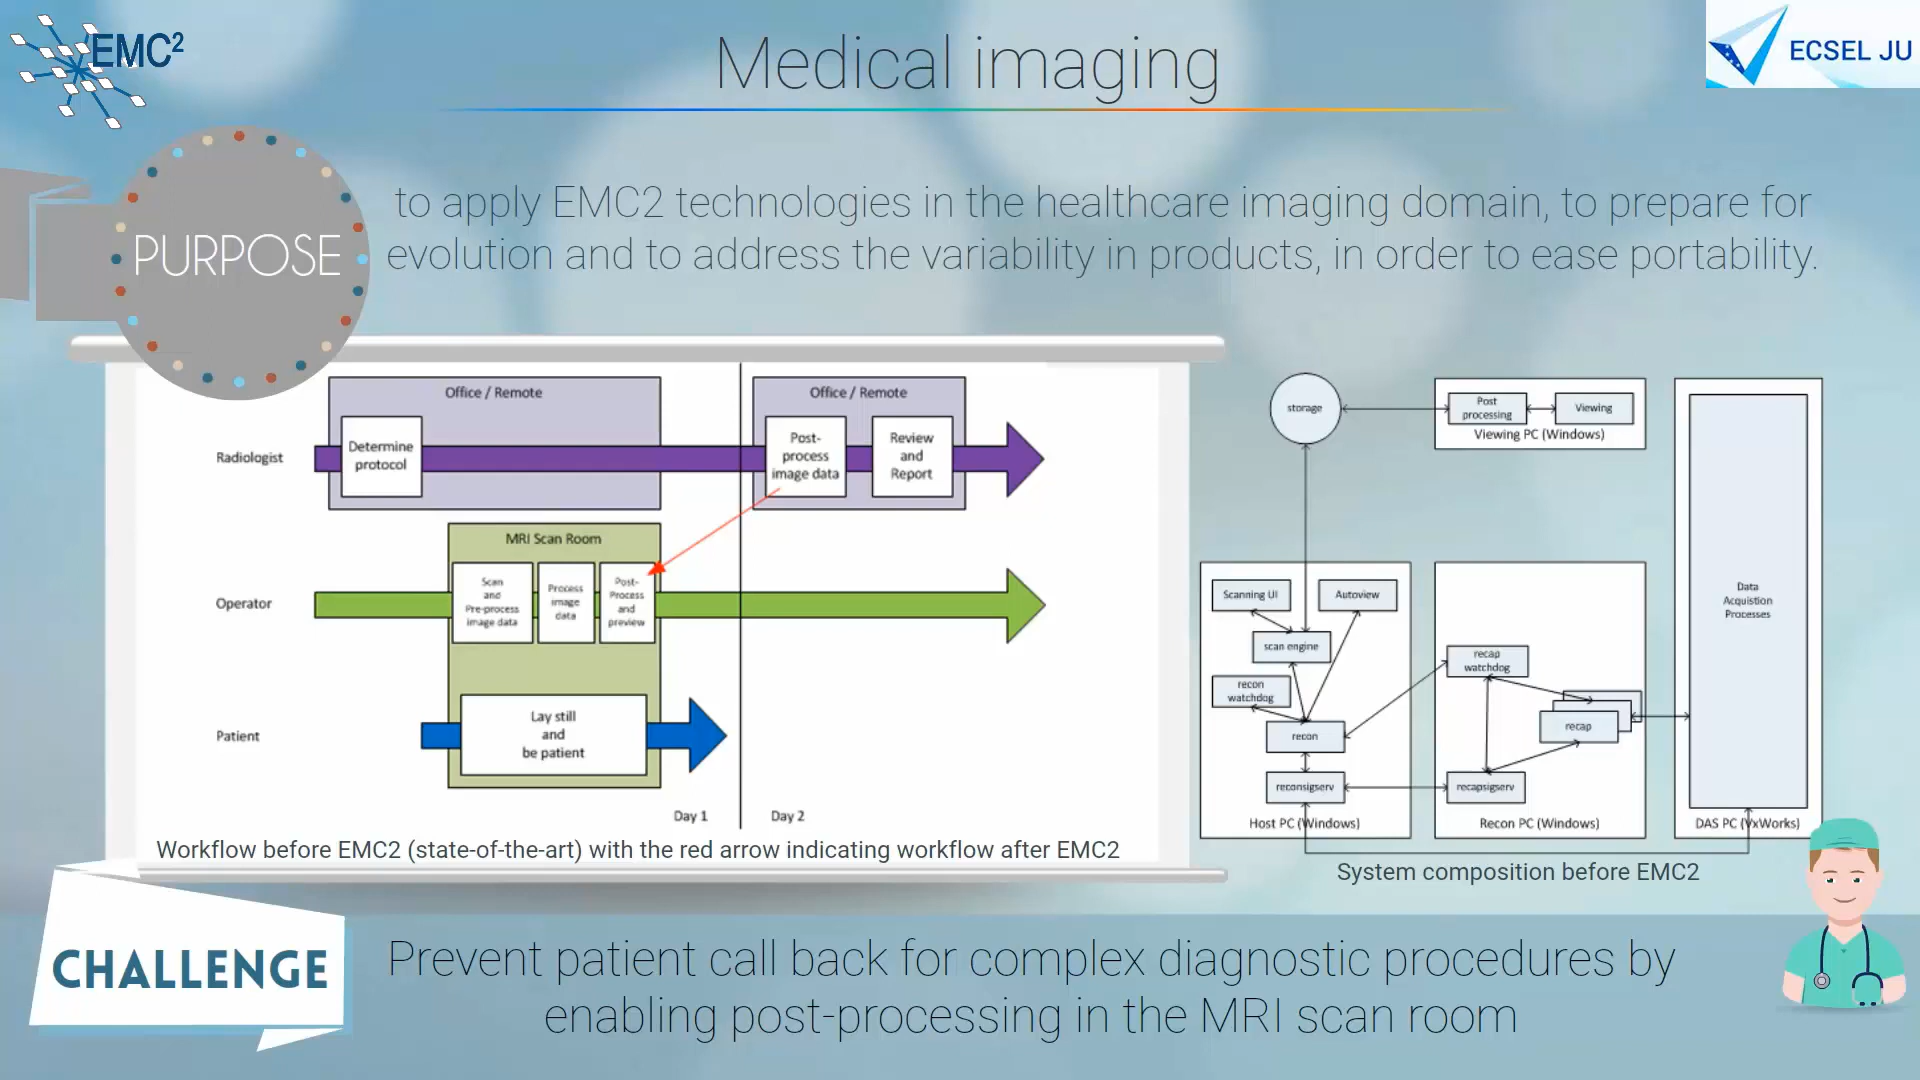 EMC²
Medical imaging
ECSEL JU
PURPOSE
to apply EMC2 technologies in the healthcare imaging domain, to prepare for
evolution and to address the variability in products, in order to ease portability.
Office / Remote
Office / Remote
Radiologist
Determine
protocol
Post-
process
image data
Review
and
Report
MRI Scan Room
Operator
Scan
and
Pre-process
image data
Process
image
data
Post-
Process
and
preview
Patient
Lay still
and
be patient
Day 1
Day 2
Workflow before EMC2 (state-of-the-art) with the red arrow indicating workflow after EMC2
storage
Post
processing
Viewing
Viewing PC (Windows)
Scanning UI
Autoview
scan engine
recon
watchdog
recon
reconsigserv
Host PC (Windows)
recap
watchdog
recap
recapsigserv
Recon PC (Windows)
Data
Acquistion
Processes
DAS PC (VxWorks)
System composition before EMC2
CHALLENGE
Prevent patient call back for complex diagnostic procedures by
enabling post-processing in the MRI scan room